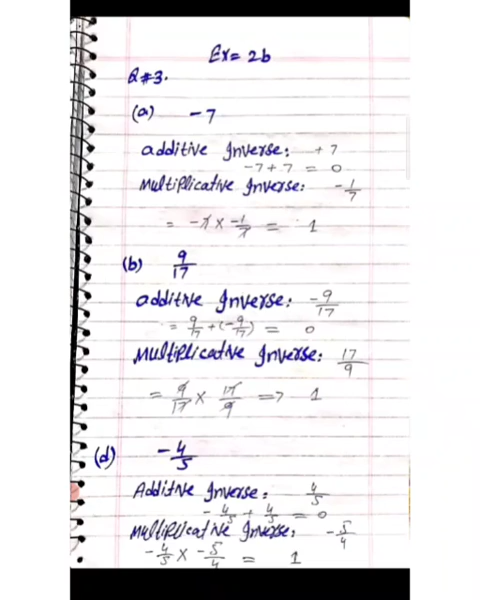 Ex= 2b
Q#3.
(a) -7
additive Inverse: +7
-7+7 = 0
Multiplicative Inverse: -1/7
= -7 x -1/7 = 1
(b) 9/17
additive Inverse: -9/17
= 9/17 + (-9/17) = 0
Multiplicative Inverse: 17/9
= 9/17 x 17/9 => 1
(d) -4/5
Additive Inverse: 4/5
-4/5 + 4/5 = 0
Multiplicative Inverse: -5/4
-4/5 x -5/4 = 1